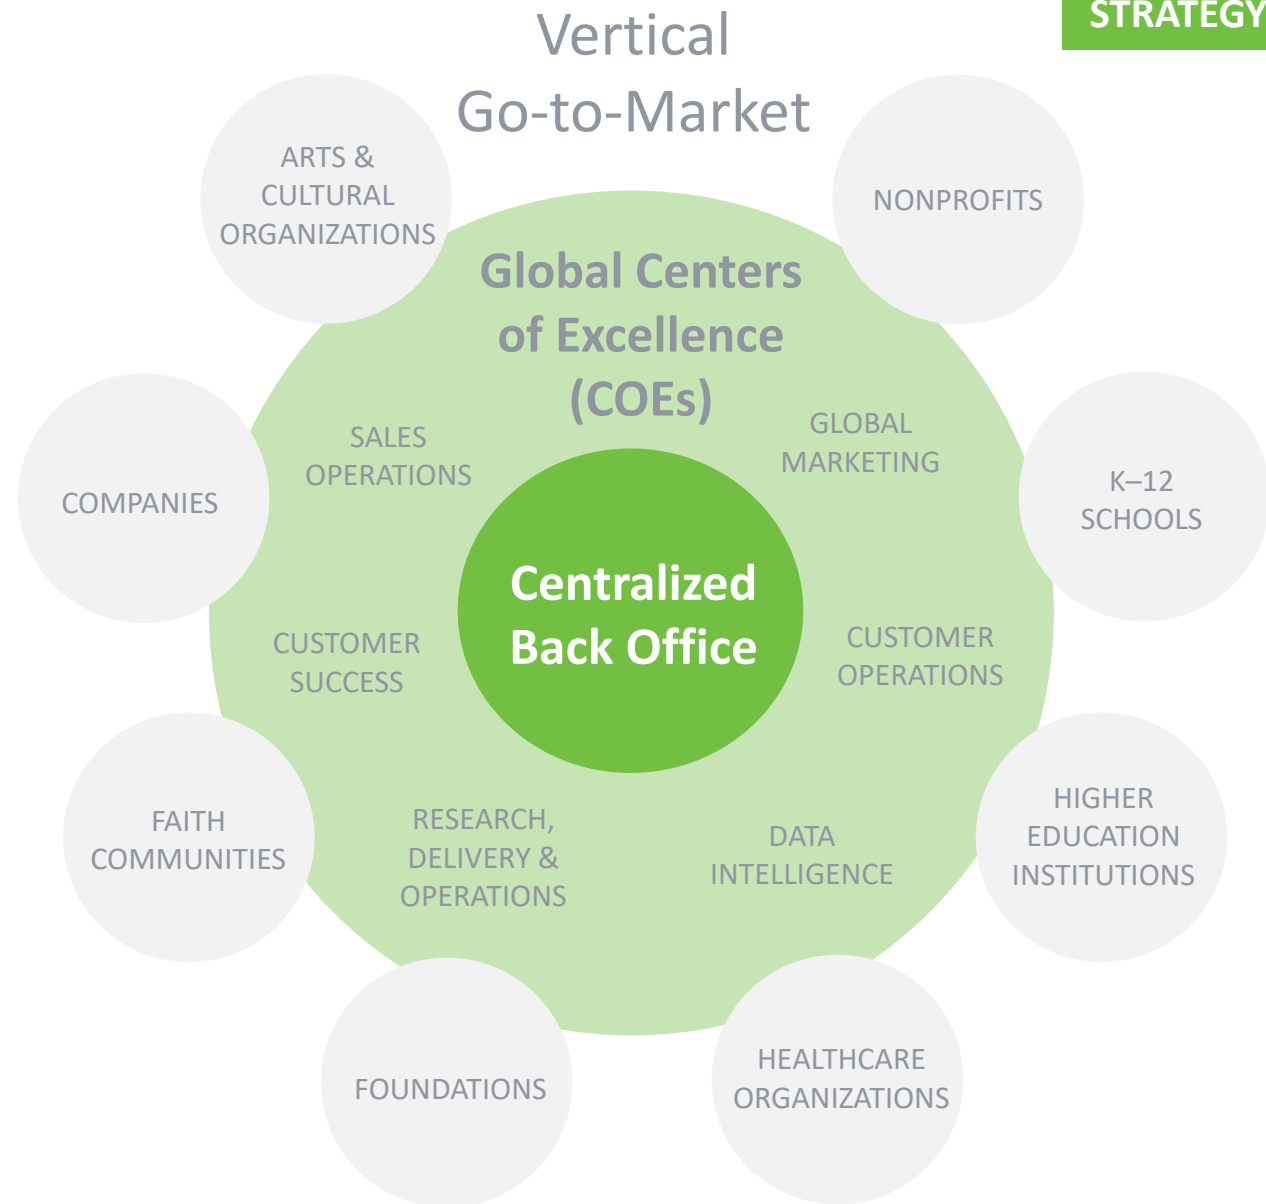 STRATEGY
Vertical
Go-to-Market
ARTS &
CULTURAL
ORGANIZATIONS
NONPROFITS
Global Centers
of Excellence
(COEs)
SALES
OPERATIONS
GLOBAL
MARKETING
COMPANIES
K–12
SCHOOLS
Centralized
Back Office
CUSTOMER
SUCCESS
CUSTOMER
OPERATIONS
FAITH
COMMUNITIES
RESEARCH,
DELIVERY &
OPERATIONS
DATA
INTELLIGENCE
HIGHER
EDUCATION
INSTITUTIONS
FOUNDATIONS
HEALTHCARE
ORGANIZATIONS